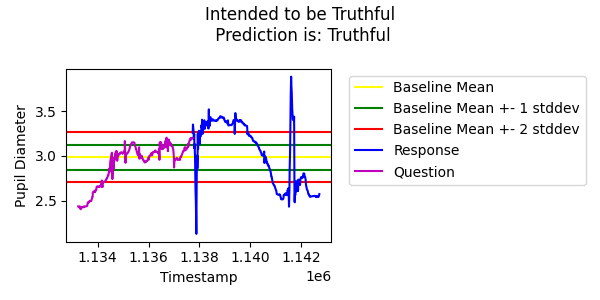 Intended to be Truthful
Prediction is: Truthful
Pupil Diameter
3.5
3.0
2.5
1.134 1.136 1.138 1.140 1.142
1e6
Timestamp
Baseline Mean
Baseline Mean +- 1 stddev
Baseline Mean +- 2 stddev
Response
Question